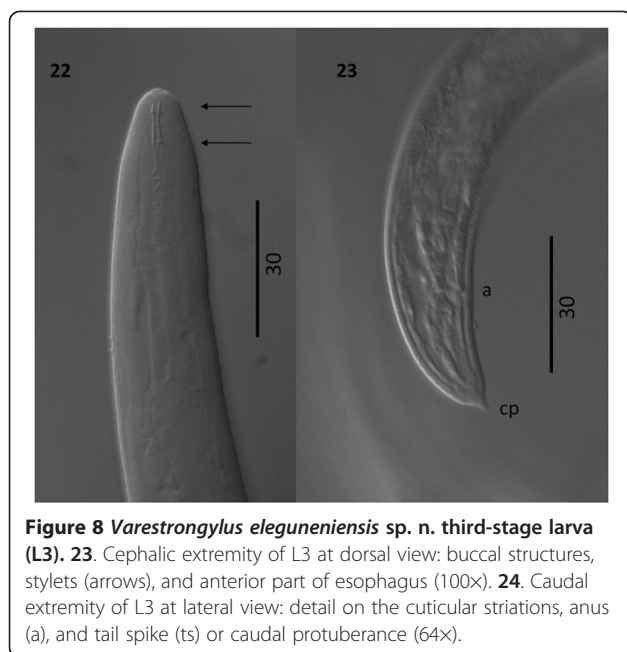 22
23
30
30
a
cp
Figure 8 Varestrongylus eleguneniensis sp. n. third-stage larva
(L3). 23. Cephalic extremity of L3 at dorsal view: buccal structures,
stylets (arrows), and anterior part of esophagus (100×). 24. Caudal
extremity of L3 at lateral view: detail on the cuticular striations, anus
(a), and tail spike (ts) or caudal protuberance (64×).